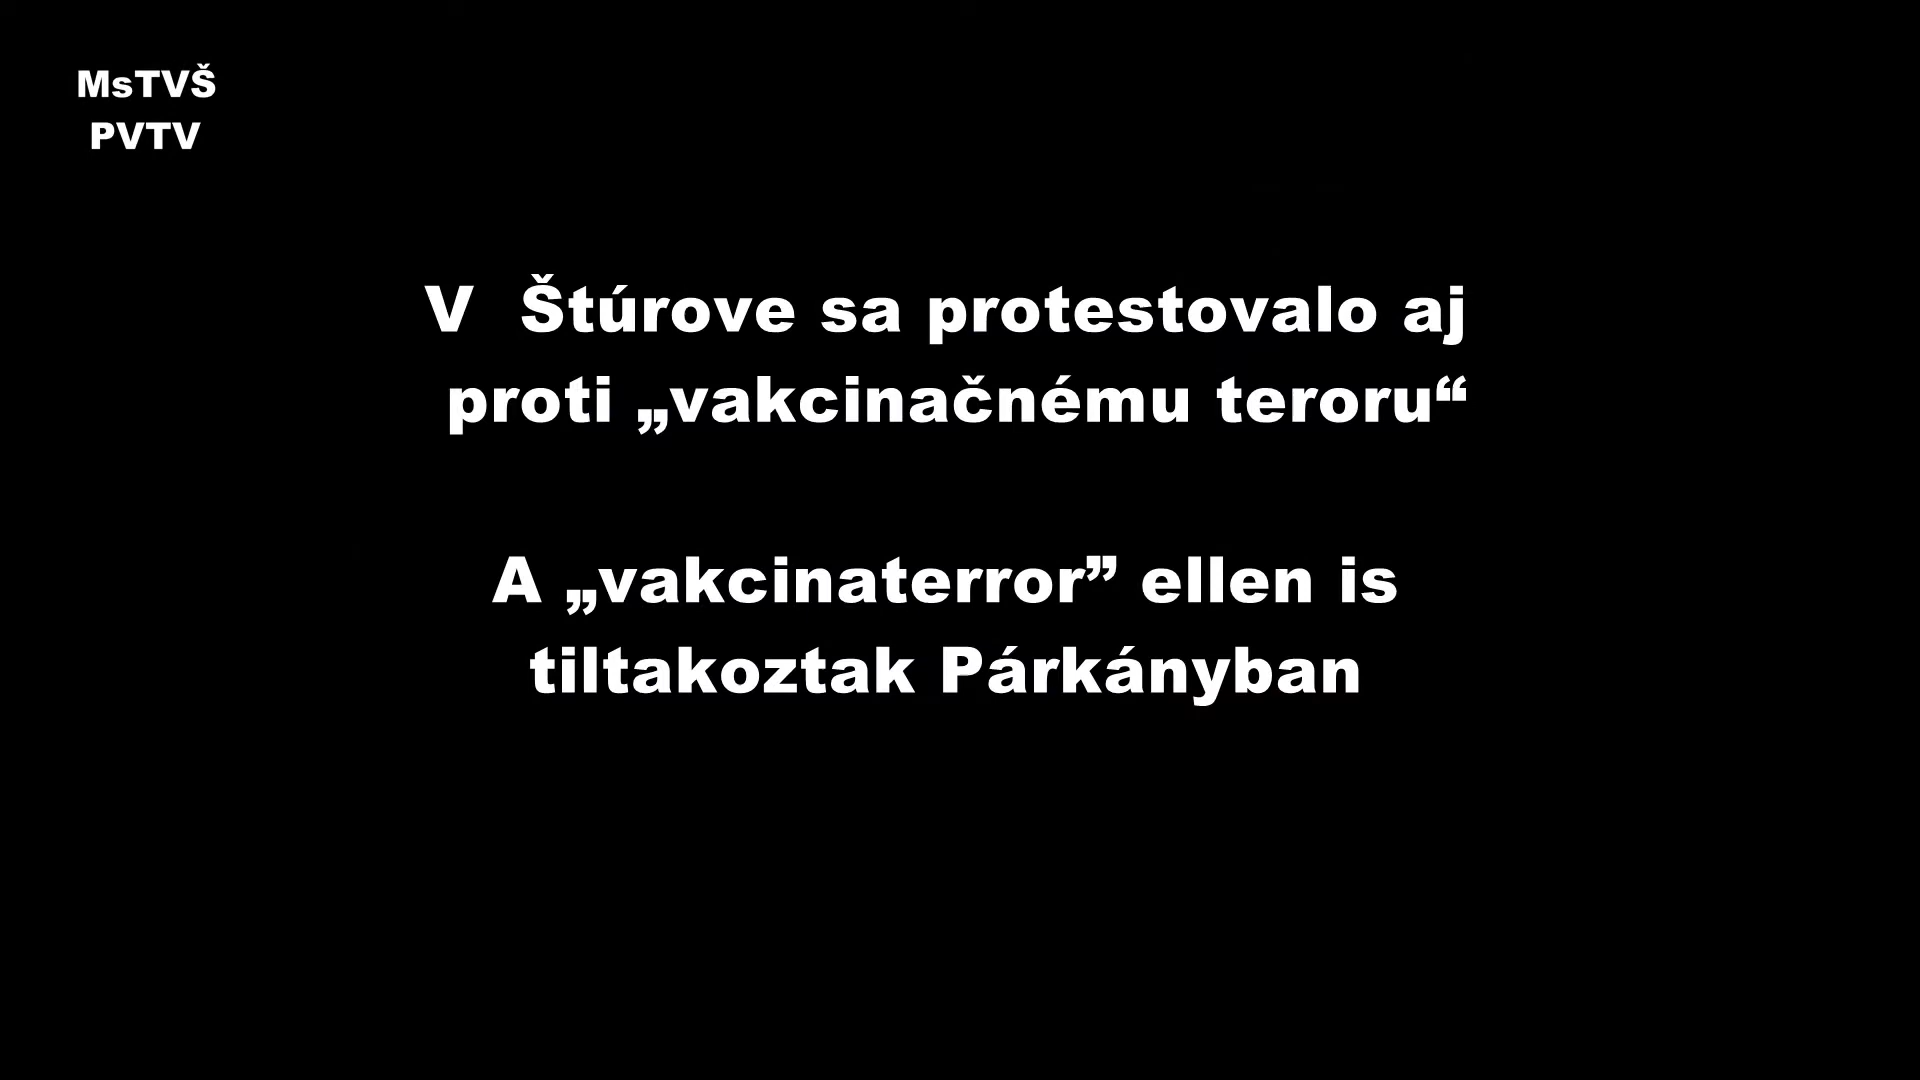 MsTVŠ
PVTV
V  Štúrove sa protestovalo aj
proti „vakcinačnému teroru“
A „vakcinaterror” ellen is
tiltakoztak Párkányban